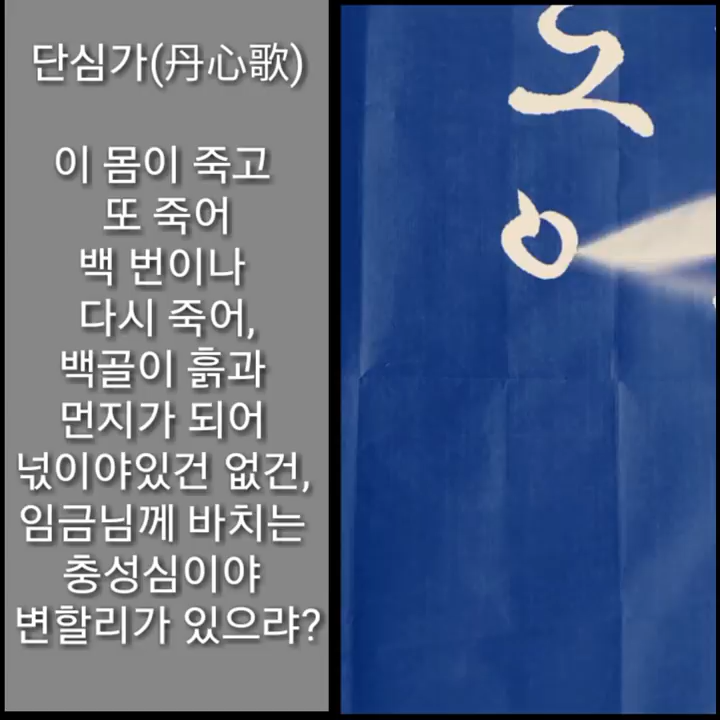 단심가(丹心歌)
이 몸이 죽고
또 죽어
백 번이나
다시 죽어,
백골이 흙과
먼지가 되어
넋이야있건 없건,
임금님께 바치는
충성심이야
변할리가 있으랴?